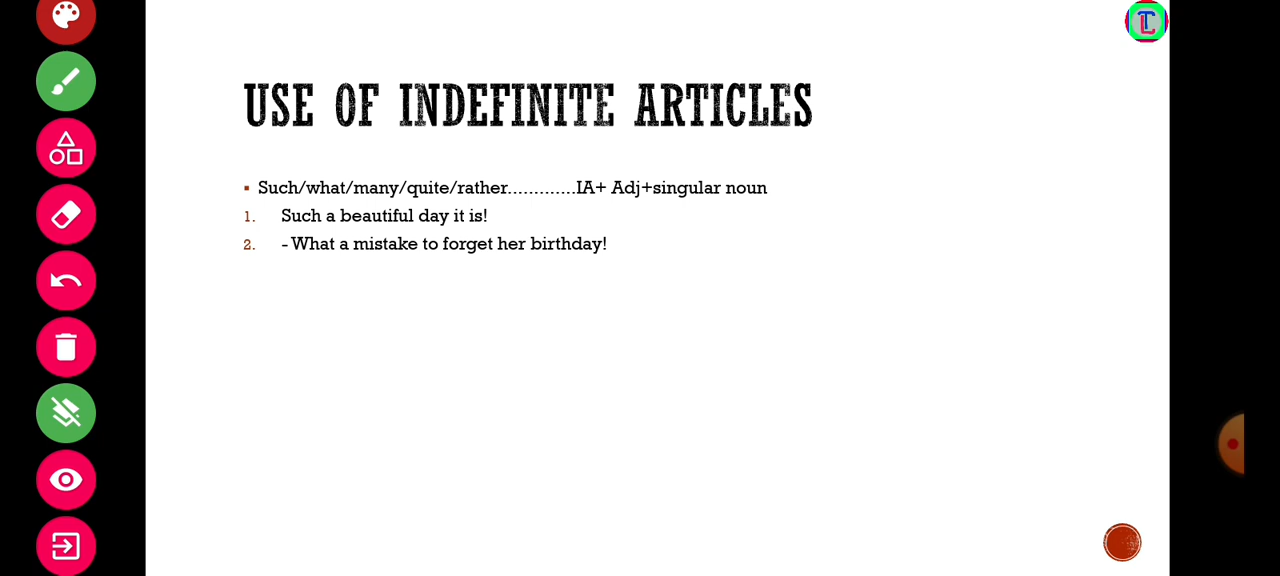 USE OF INDEFINITE ARTICLES
▪ Such/what/many/quite/rather.............IA+ Adj+singular noun
1. Such a beautiful day it is!
2. - What a mistake to forget her birthday!